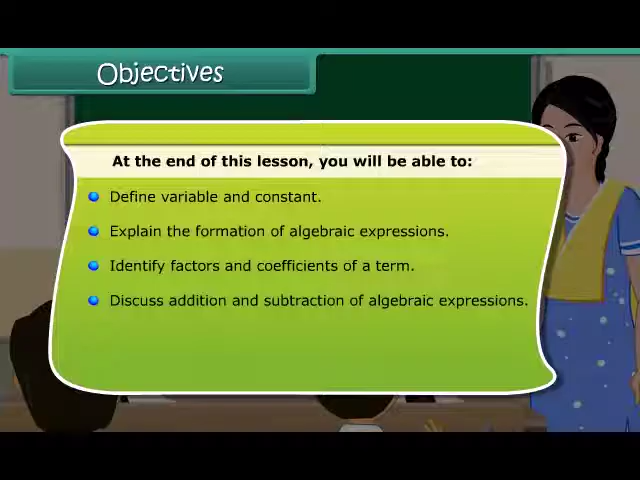 Objectives
At the end of this lesson, you will be able to:
Define variable and constant.
Explain the formation of algebraic expressions.
Identify factors and coefficients of a term.
Discuss addition and subtraction of algebraic expressions.